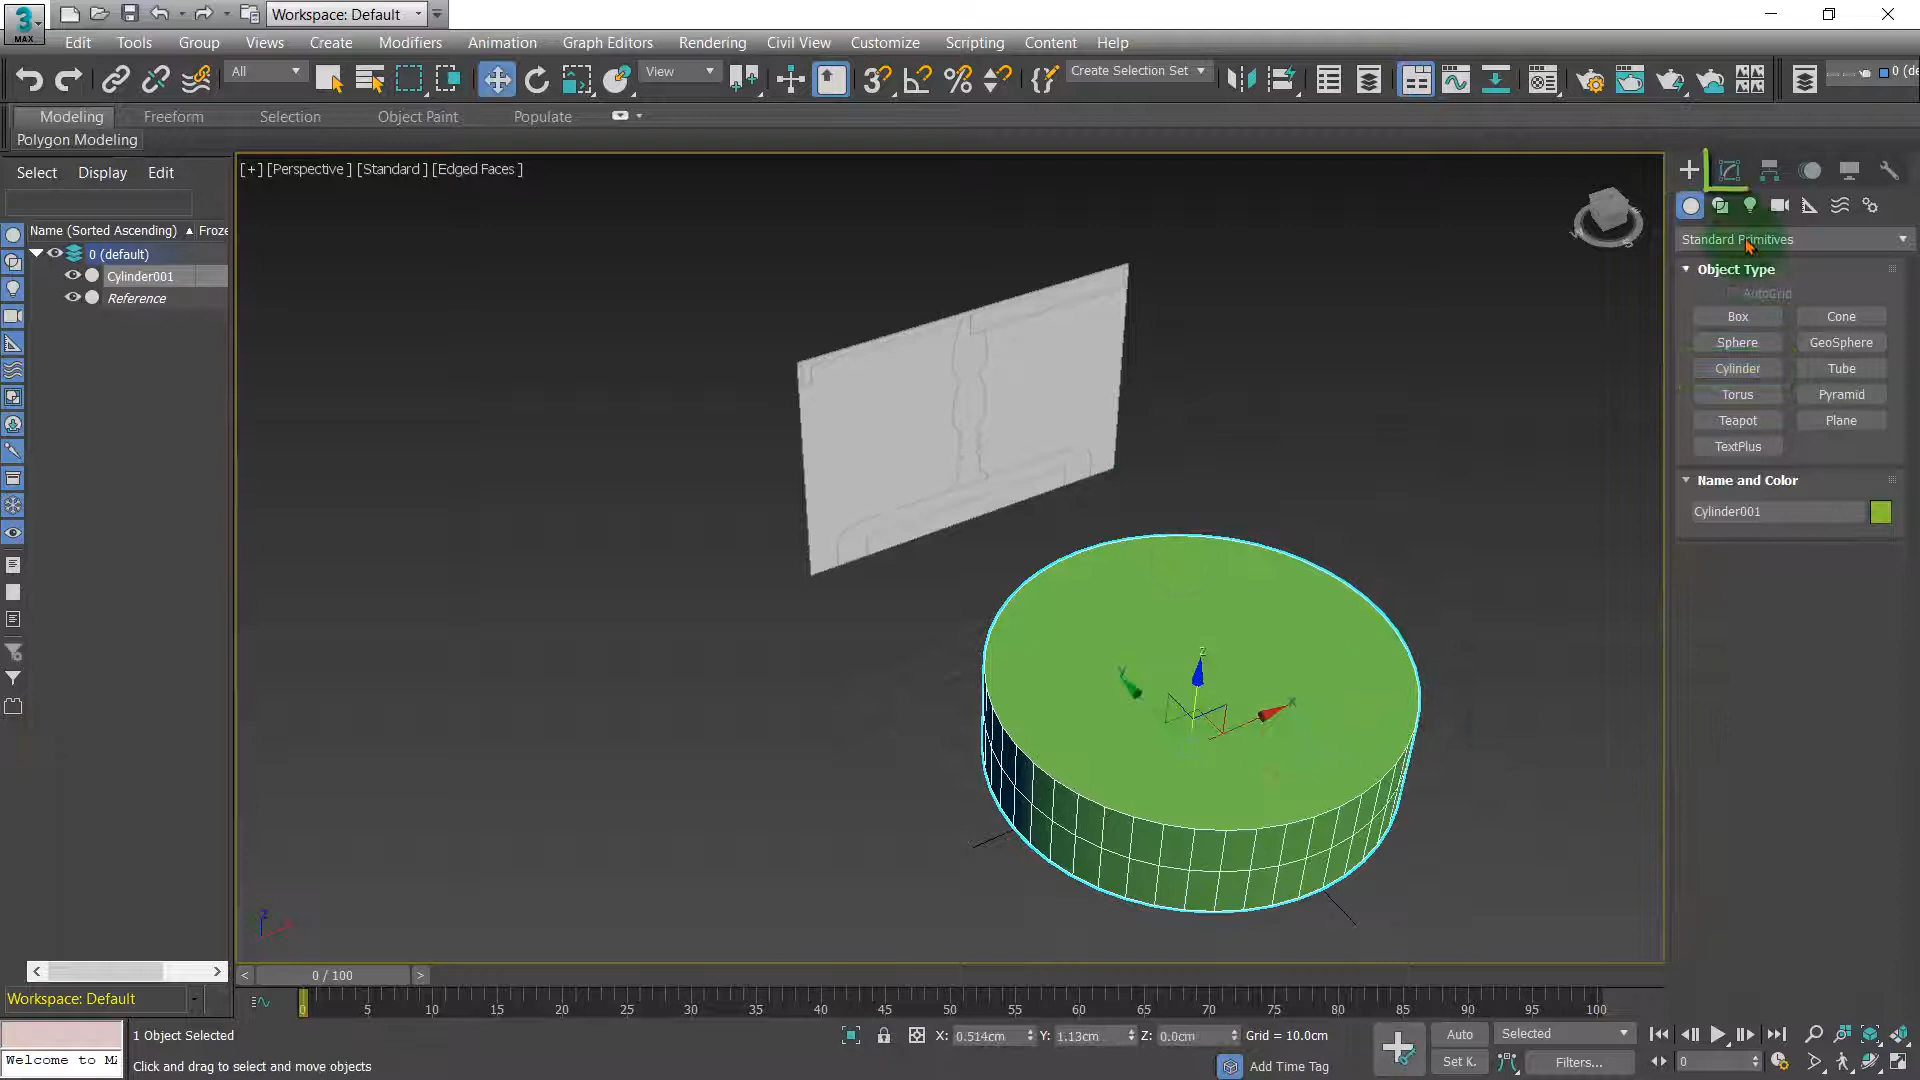 3
MAX
Workspace: Default
Edit Tools Group Views Create Modifiers Animation Graph Editors Rendering Civil View Customize Scripting Content Help
All
View
Create Selection Set
0 (de
Modeling Freeform Selection Object Paint Populate
Polygon Modeling
Select Display Edit
[+] [Perspective ] [Standard ] [Edged Faces ]
Name (Sorted Ascending) Froze
0 (default)
Cylinder001
Reference
Standard Primitives
Object Type
AutoGrid
Box Cone
Sphere GeoSphere
Cylinder Tube
Torus Pyramid
Teapot Plane
TextPlus
Name and Color
Cylinder001
Z
Y
X
W
S
Z
< 0 / 100 >
Workspace: Default
0 5 10 15 20 25 30 35 40 45 50 55 60 65 70 75 80 85 90 95 100
1 Object Selected
X: 0.514cm Y: 1.13cm Z: 0.0cm Grid = 10.0cm
Auto Selected
Welcome to M
Click and drag to select and move objects
Add Time Tag
Set K. Filters... 0